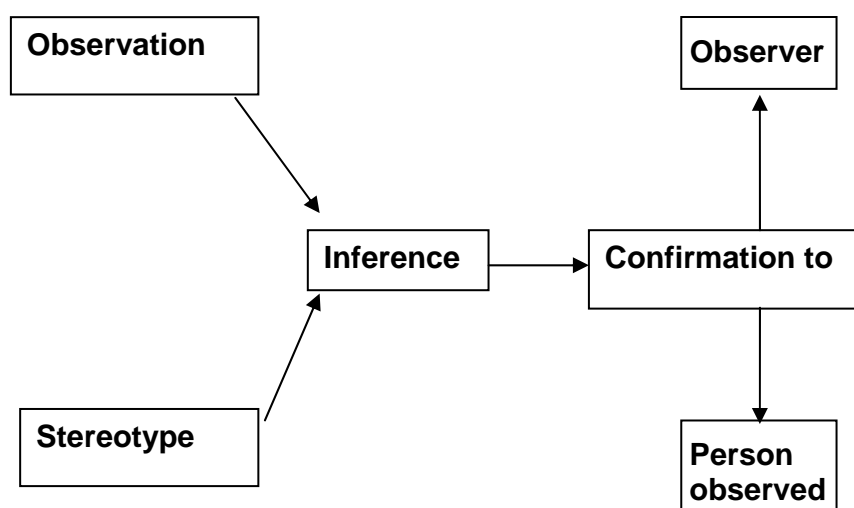 Observation
Observer
Inference
Confirmation to
Stereotype
Person
observed